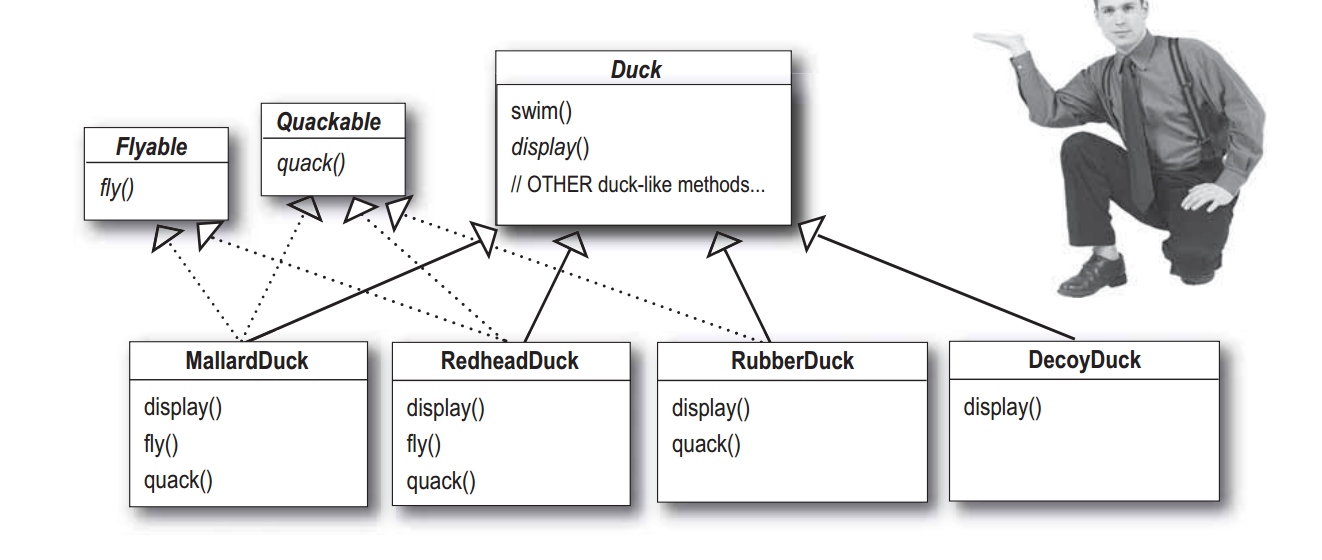 Duck
swim()
display()
// OTHER duck-like methods...
Quackable
quack()
Flyable
fly()
MallardDuck
display()
fly()
quack()
RedheadDuck
display()
fly()
quack()
RubberDuck
display()
quack()
DecoyDuck
display()